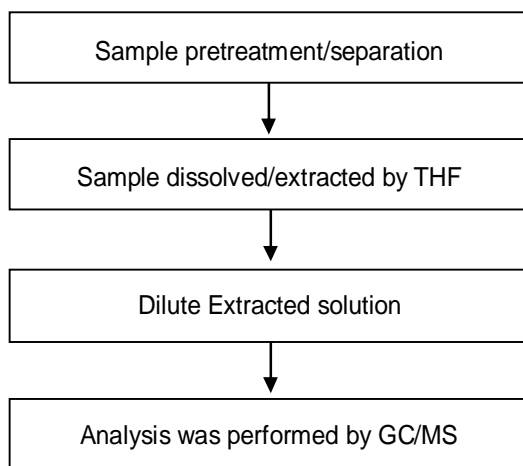 Sample pretreatment/separation
Sample dissolved/extracted by THF
Dilute Extracted solution
Analysis was performed by GC/MS